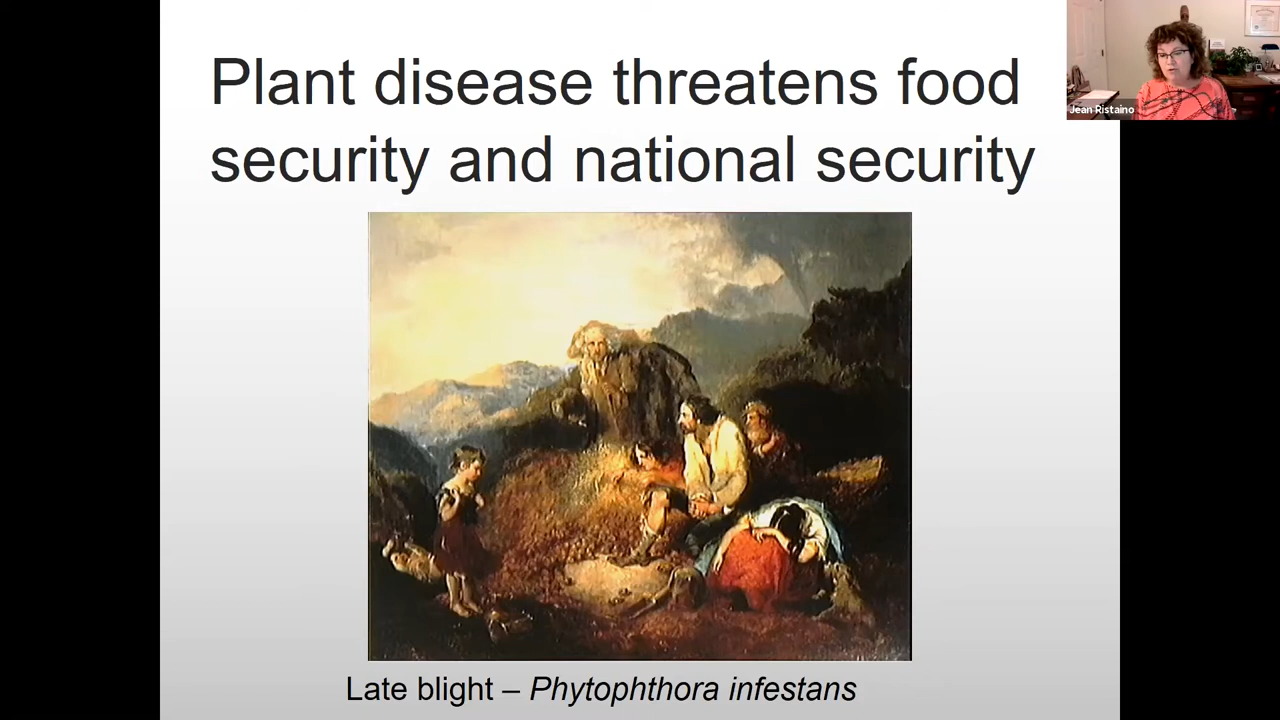 Plant disease threatens food
security and national security
Jean Ristaino
Late blight – Phytophthora infestans